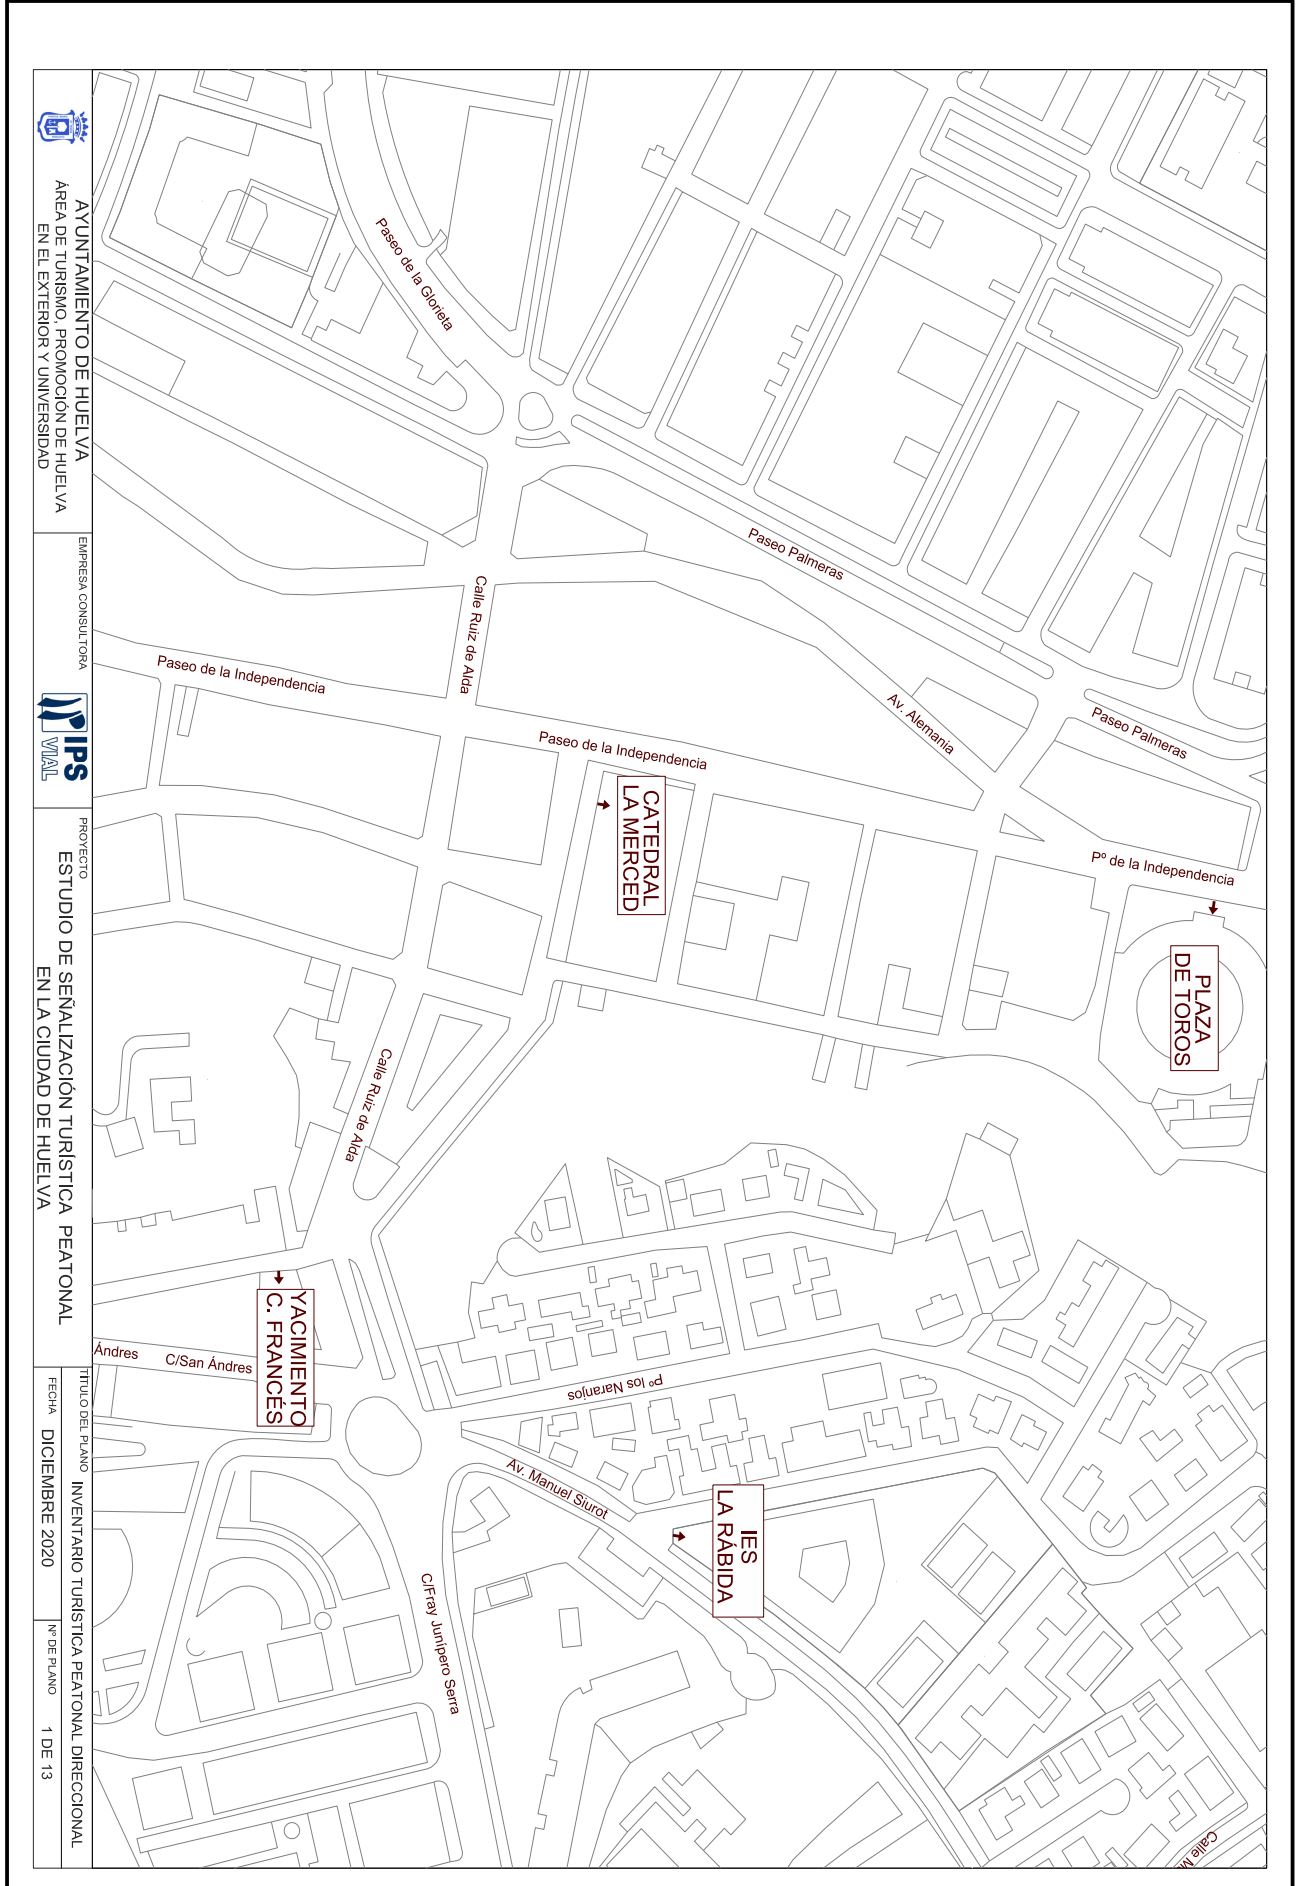 Paseo de la Glorieta
Paseo Palmeras
Calle Ruiz de Alda
Paseo de la Independencia
Av. Alemania
Paseo Palmeras
Paseo de la Independencia
CATEDRAL
LA MERCED
Pº de la Independencia
PLAZA
DE TOROS
Calle Ruiz de Alda
YACIMIENTO
C. FRANCÉS
Ándres
C/San Ándres
pº los Naranjos
Av. Manuel Siurot
IES
LA RÁBIDA
C/Fray Junípero Serra
AYUNTAMIENTO DE HUELVA
ÁREA DE TURISMO, PROMOCIÓN DE HUELVA
EN EL EXTERIOR Y UNIVERSIDAD
EMPRESA CONSULTORA
IPS
VIAL
PROYECTO
ESTUDIO DE SEÑALIZACIÓN TURÍSTICA PEATONAL
EN LA CIUDAD DE HUELVA
TÍTULO DEL PLANO
INVENTARIO TURÍSTICA PEATONAL DIRECCIONAL
FECHA
DICIEMBRE 2020
Nº DE PLANO
1 DE 13
Calle M